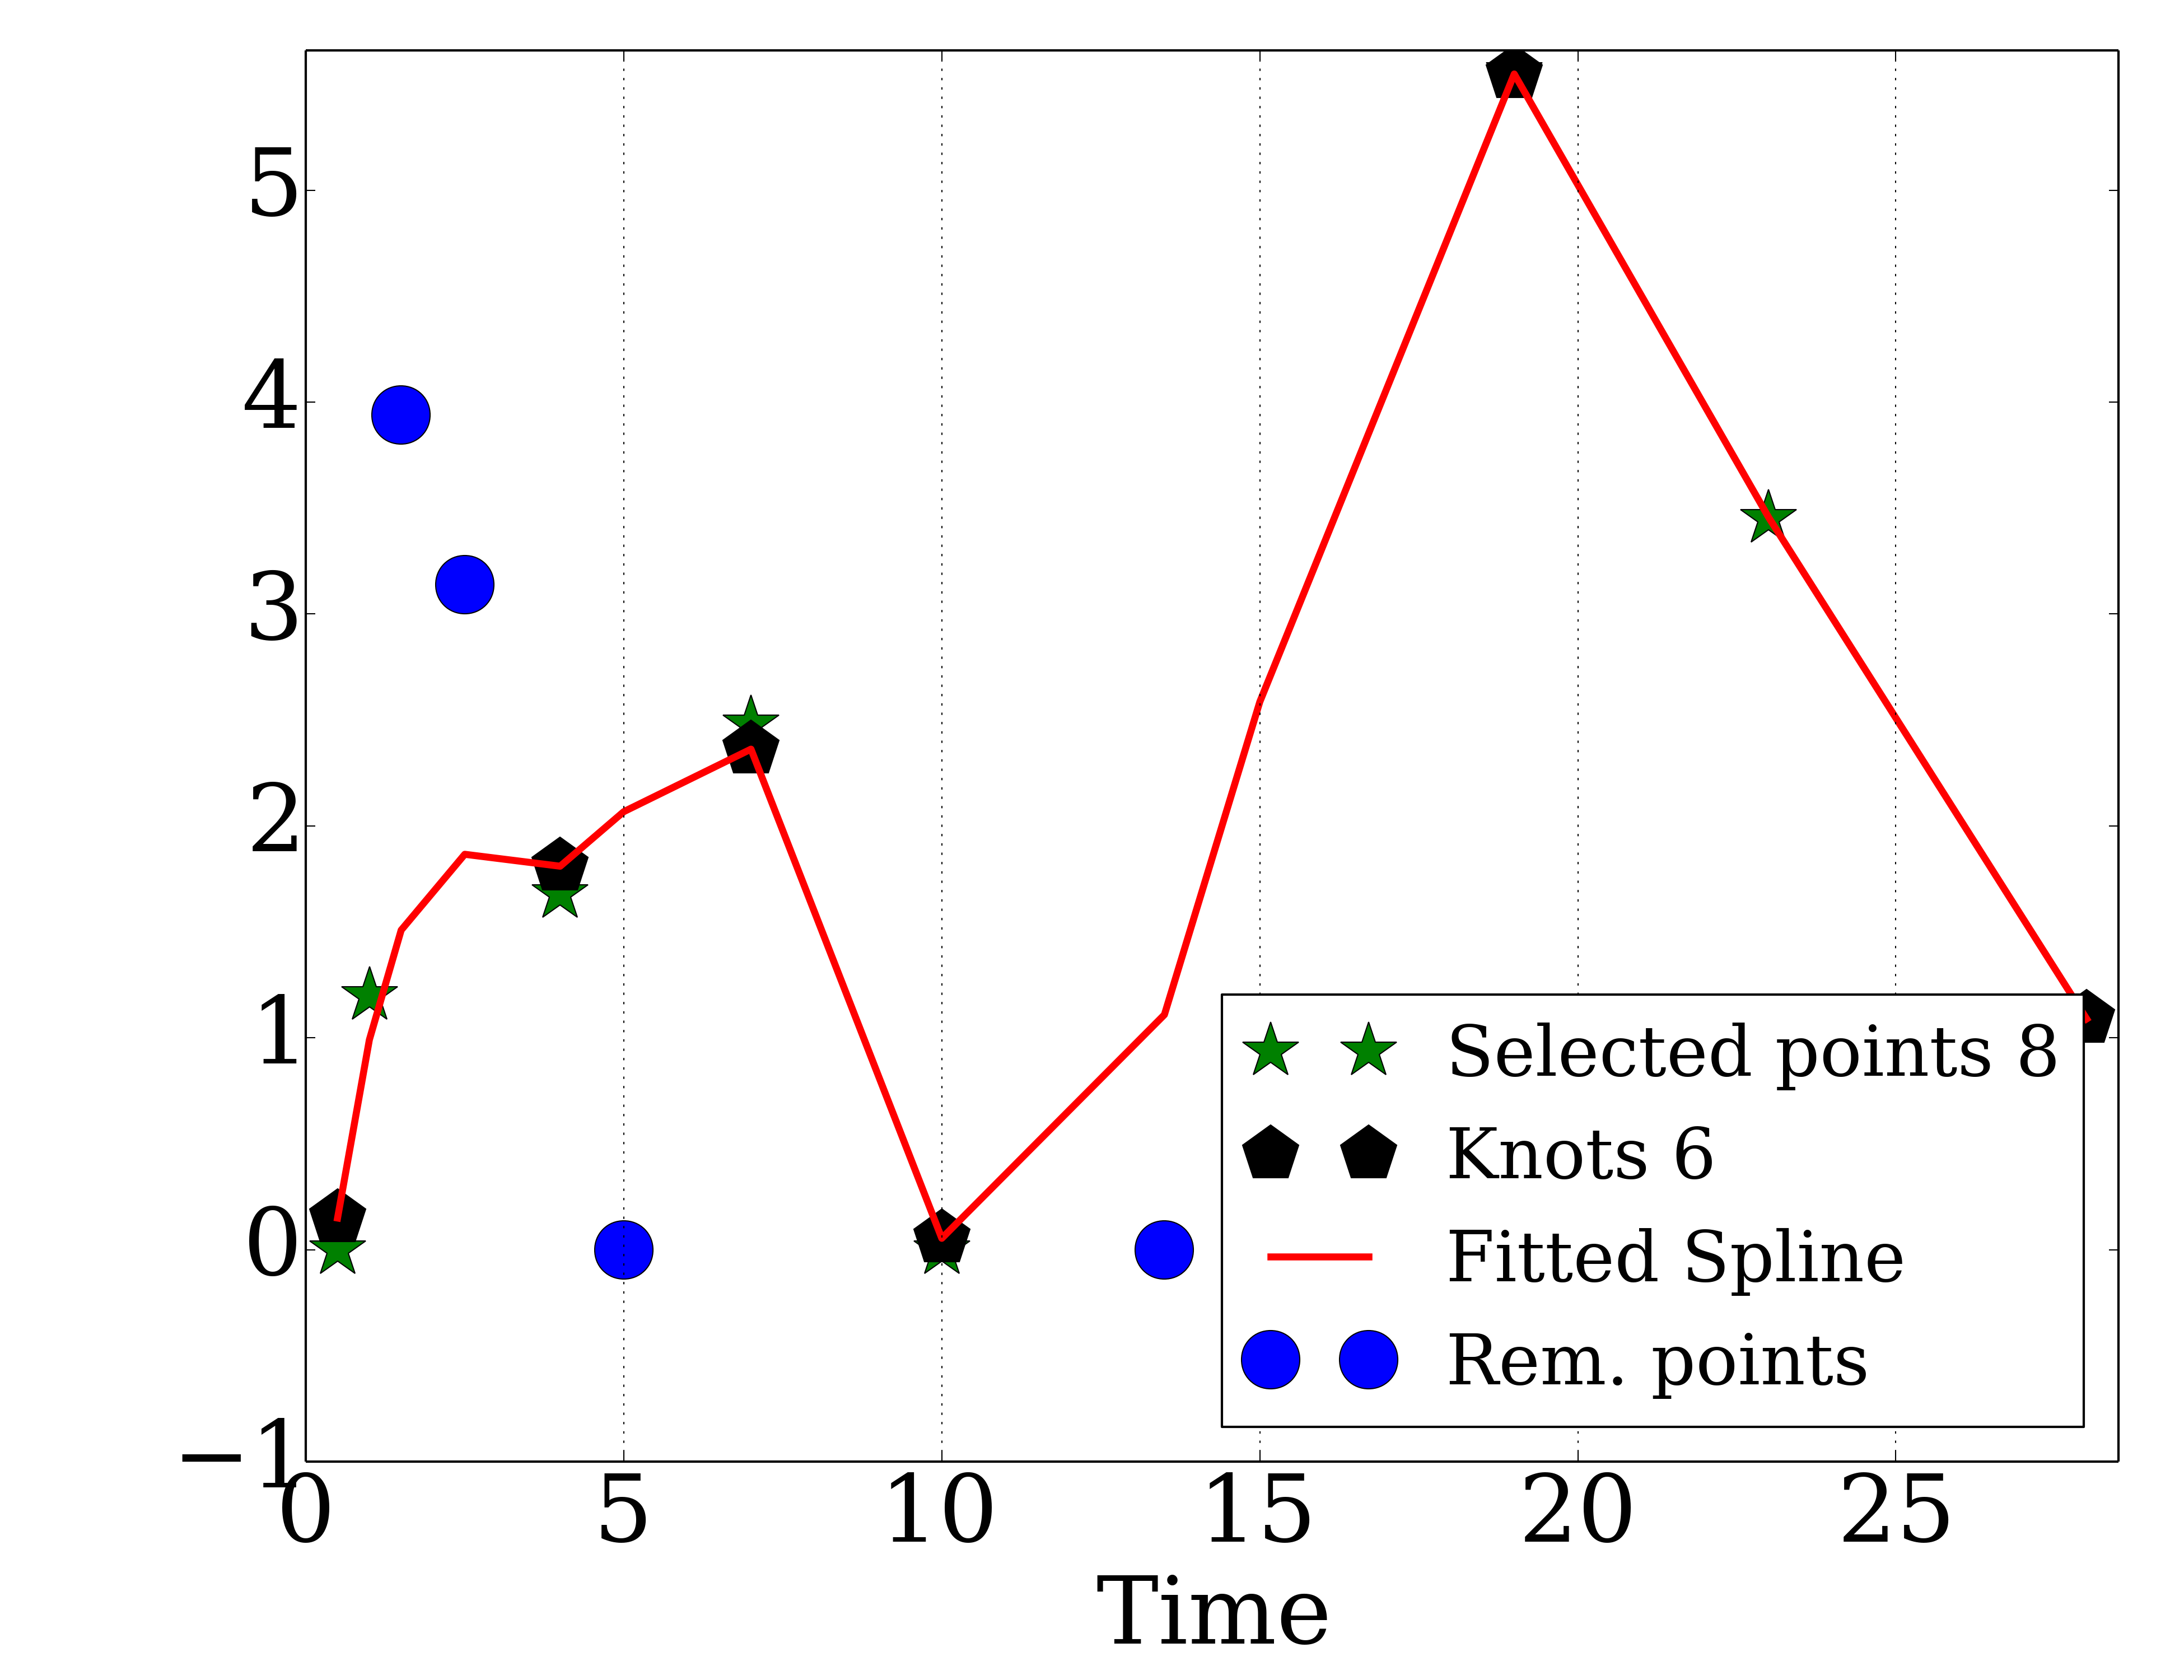 5
4
3
2
1
0
−1
0 5 10 15 20 25
Time
Selected points 8
Knots 6
Fitted Spline
Rem. points